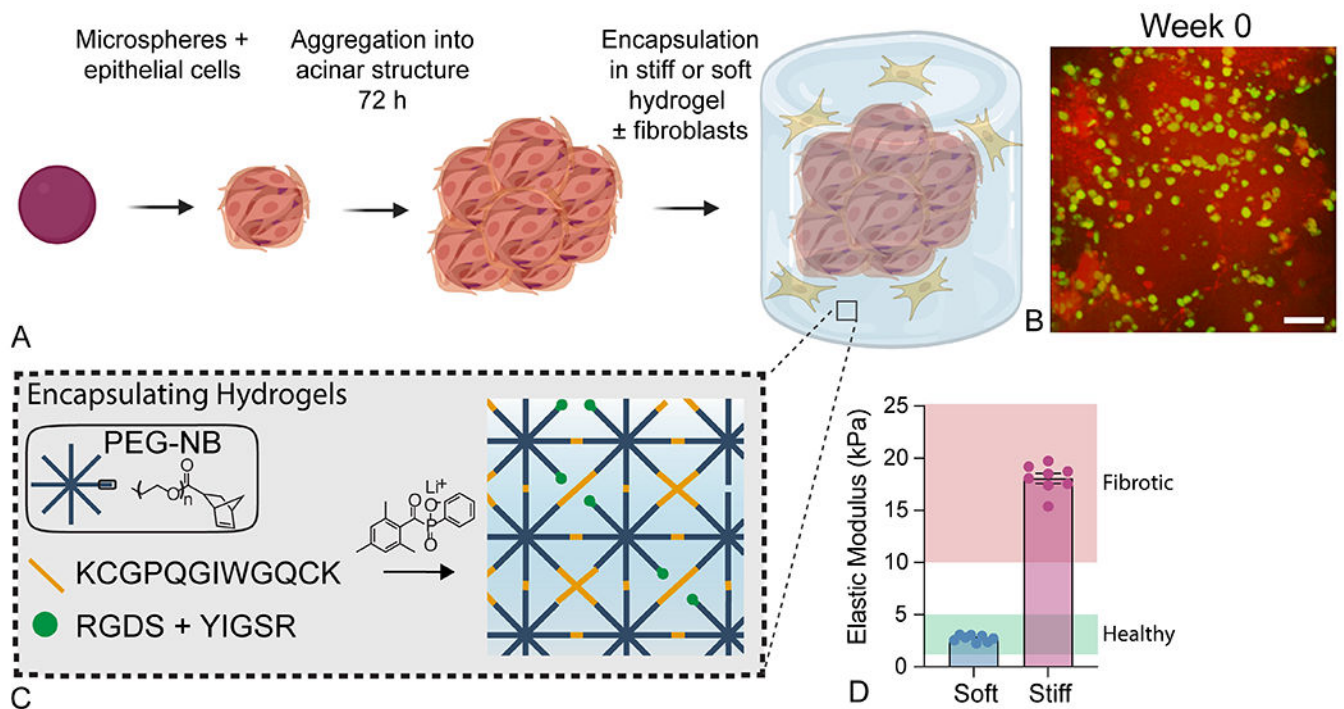 Microspheres +
epithelial cells
Aggregation into
acinar structure
72 h
Encapsulation
in stiff or soft
hydrogel
± fibroblasts
A
Week 0
B
Encapsulating Hydrogels
PEG-NB
O
O
n
KCGPQGIWGQCK
RGDS + YIGSR
Li+
O
O-
P
O
C
Elastic Modulus (kPa)
25
20
15
10
5
0
Fibrotic
Healthy
Soft
Stiff
D